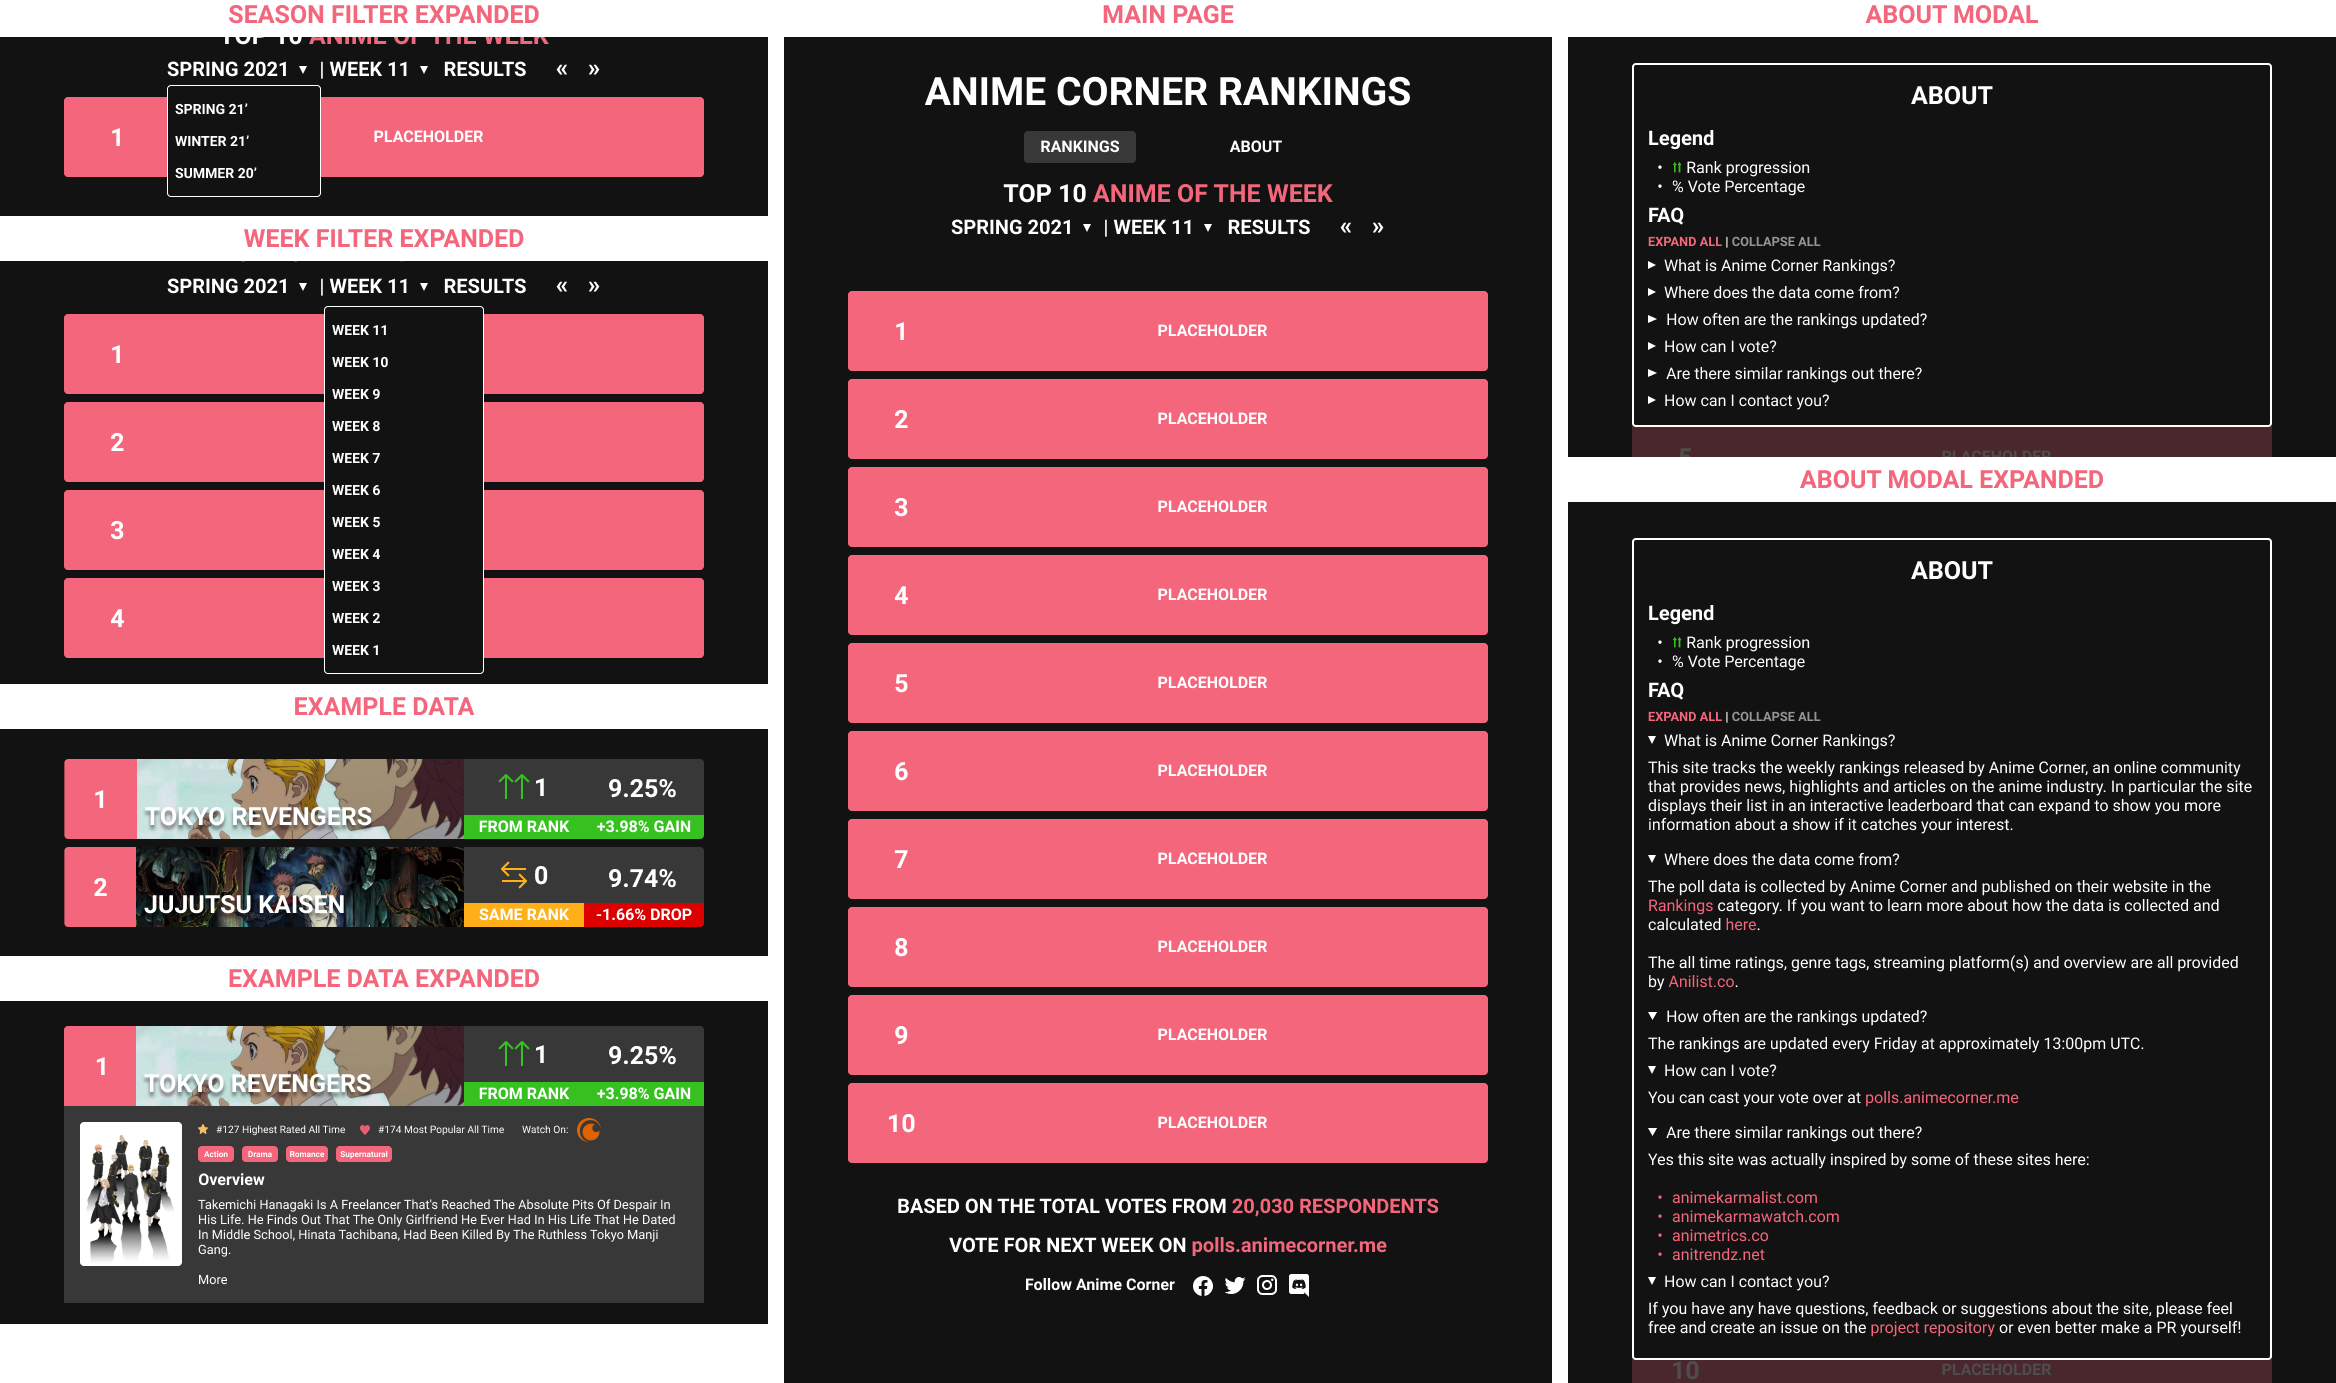 SEASON FILTER EXPANDED
TOP 10 ANIME OF THE WEEK
SPRING 2021 ▼ | WEEK 11 ▼ RESULTS « »
SPRING 21’
WINTER 21’
SUMMER 20’
1 PLACEHOLDER
WEEK FILTER EXPANDED
SPRING 2021 ▼ | WEEK 11 ▼ RESULTS « »
1
2
3
4
WEEK 11
WEEK 10
WEEK 9
WEEK 8
WEEK 7
WEEK 6
WEEK 5
WEEK 4
WEEK 3
WEEK 2
WEEK 1
EXAMPLE DATA
1 TOKYO REVENGERS 1 9.25%
FROM RANK +3.98% GAIN
2 JUJUTSU KAISEN 0 9.74%
SAME RANK -1.66% DROP
EXAMPLE DATA EXPANDED
1 TOKYO REVENGERS 1 9.25%
FROM RANK +3.98% GAIN
#127 Highest Rated All Time #174 Most Popular All Time Watch On:
Action Drama Romance Supernatural
Overview
Takemichi Hanagaki Is A Freelancer That's Reached The Absolute Pits Of Despair In
His Life. He Finds Out That The Only Girlfriend He Ever Had In His Life That He Dated
In Middle School, Hinata Tachibana, Had Been Killed By The Ruthless Tokyo Manji
Gang.
More
MAIN PAGE
ANIME CORNER RANKINGS
RANKINGS ABOUT
TOP 10 ANIME OF THE WEEK
SPRING 2021 ▼ | WEEK 11 ▼ RESULTS « »
1 PLACEHOLDER
2 PLACEHOLDER
3 PLACEHOLDER
4 PLACEHOLDER
5 PLACEHOLDER
6 PLACEHOLDER
7 PLACEHOLDER
8 PLACEHOLDER
9 PLACEHOLDER
10 PLACEHOLDER
BASED ON THE TOTAL VOTES FROM 20,030 RESPONDENTS
VOTE FOR NEXT WEEK ON polls.animecorner.me
Follow Anime Corner
ABOUT MODAL
ABOUT
Legend
• Rank progression
• % Vote Percentage
FAQ
EXPAND ALL | COLLAPSE ALL
► What is Anime Corner Rankings?
► Where does the data come from?
► How often are the rankings updated?
► How can I vote?
► Are there similar rankings out there?
► How can I contact you?
5 PLACEHOLDER
ABOUT MODAL EXPANDED
ABOUT
Legend
• Rank progression
• % Vote Percentage
FAQ
EXPAND ALL | COLLAPSE ALL
▼ What is Anime Corner Rankings?
This site tracks the weekly rankings released by Anime Corner, an online community
that provides news, highlights and articles on the anime industry. In particular the site
displays their list in an interactive leaderboard that can expand to show you more
information about a show if it catches your interest.
▼ Where does the data come from?
The poll data is collected by Anime Corner and published on their website in the
Rankings category. If you want to learn more about how the data is collected and
calculated here.
The all time ratings, genre tags, streaming platform(s) and overview are all provided
by Anilist.co.
▼ How often are the rankings updated?
The rankings are updated every Friday at approximately 13:00pm UTC.
▼ How can I vote?
You can cast your vote over at polls.animecorner.me
▼ Are there similar rankings out there?
Yes this site was actually inspired by some of these sites here:
• animekarmalist.com
• animekarmawatch.com
• animetrics.co
• anitrendz.net
▼ How can I contact you?
If you have any have questions, feedback or suggestions about the site, please feel
free and create an issue on the project repository or even better make a PR yourself!
10 PLACEHOLDER